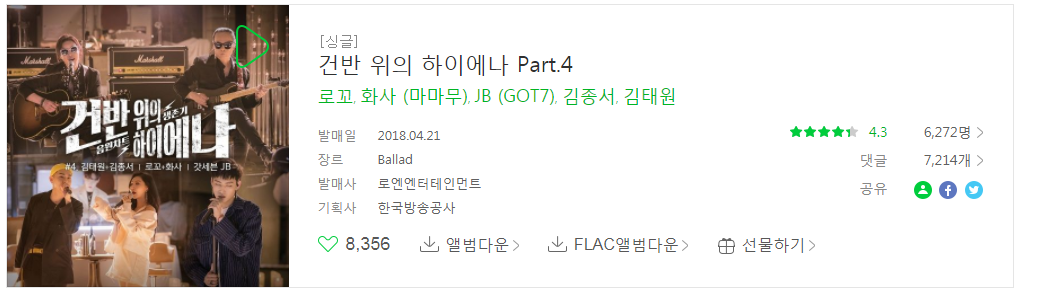 Marshall
Marshall
건반 위의 생존기
음원차트 하이에나
#4 김태원+김종서 | 로꼬+화사 | 갓세븐 JB
[싱글]
건반 위의 하이에나 Part.4
로꼬, 화사 (마마무), JB (GOT7), 김종서, 김태원
발매일 2018.04.21
장르 Ballad
발매사 로엔엔터테인먼트
기획사 한국방송공사
4.3 6,272명
댓글 7,214개
공유
8,356 앨범다운 FLAC앨범다운 선물하기